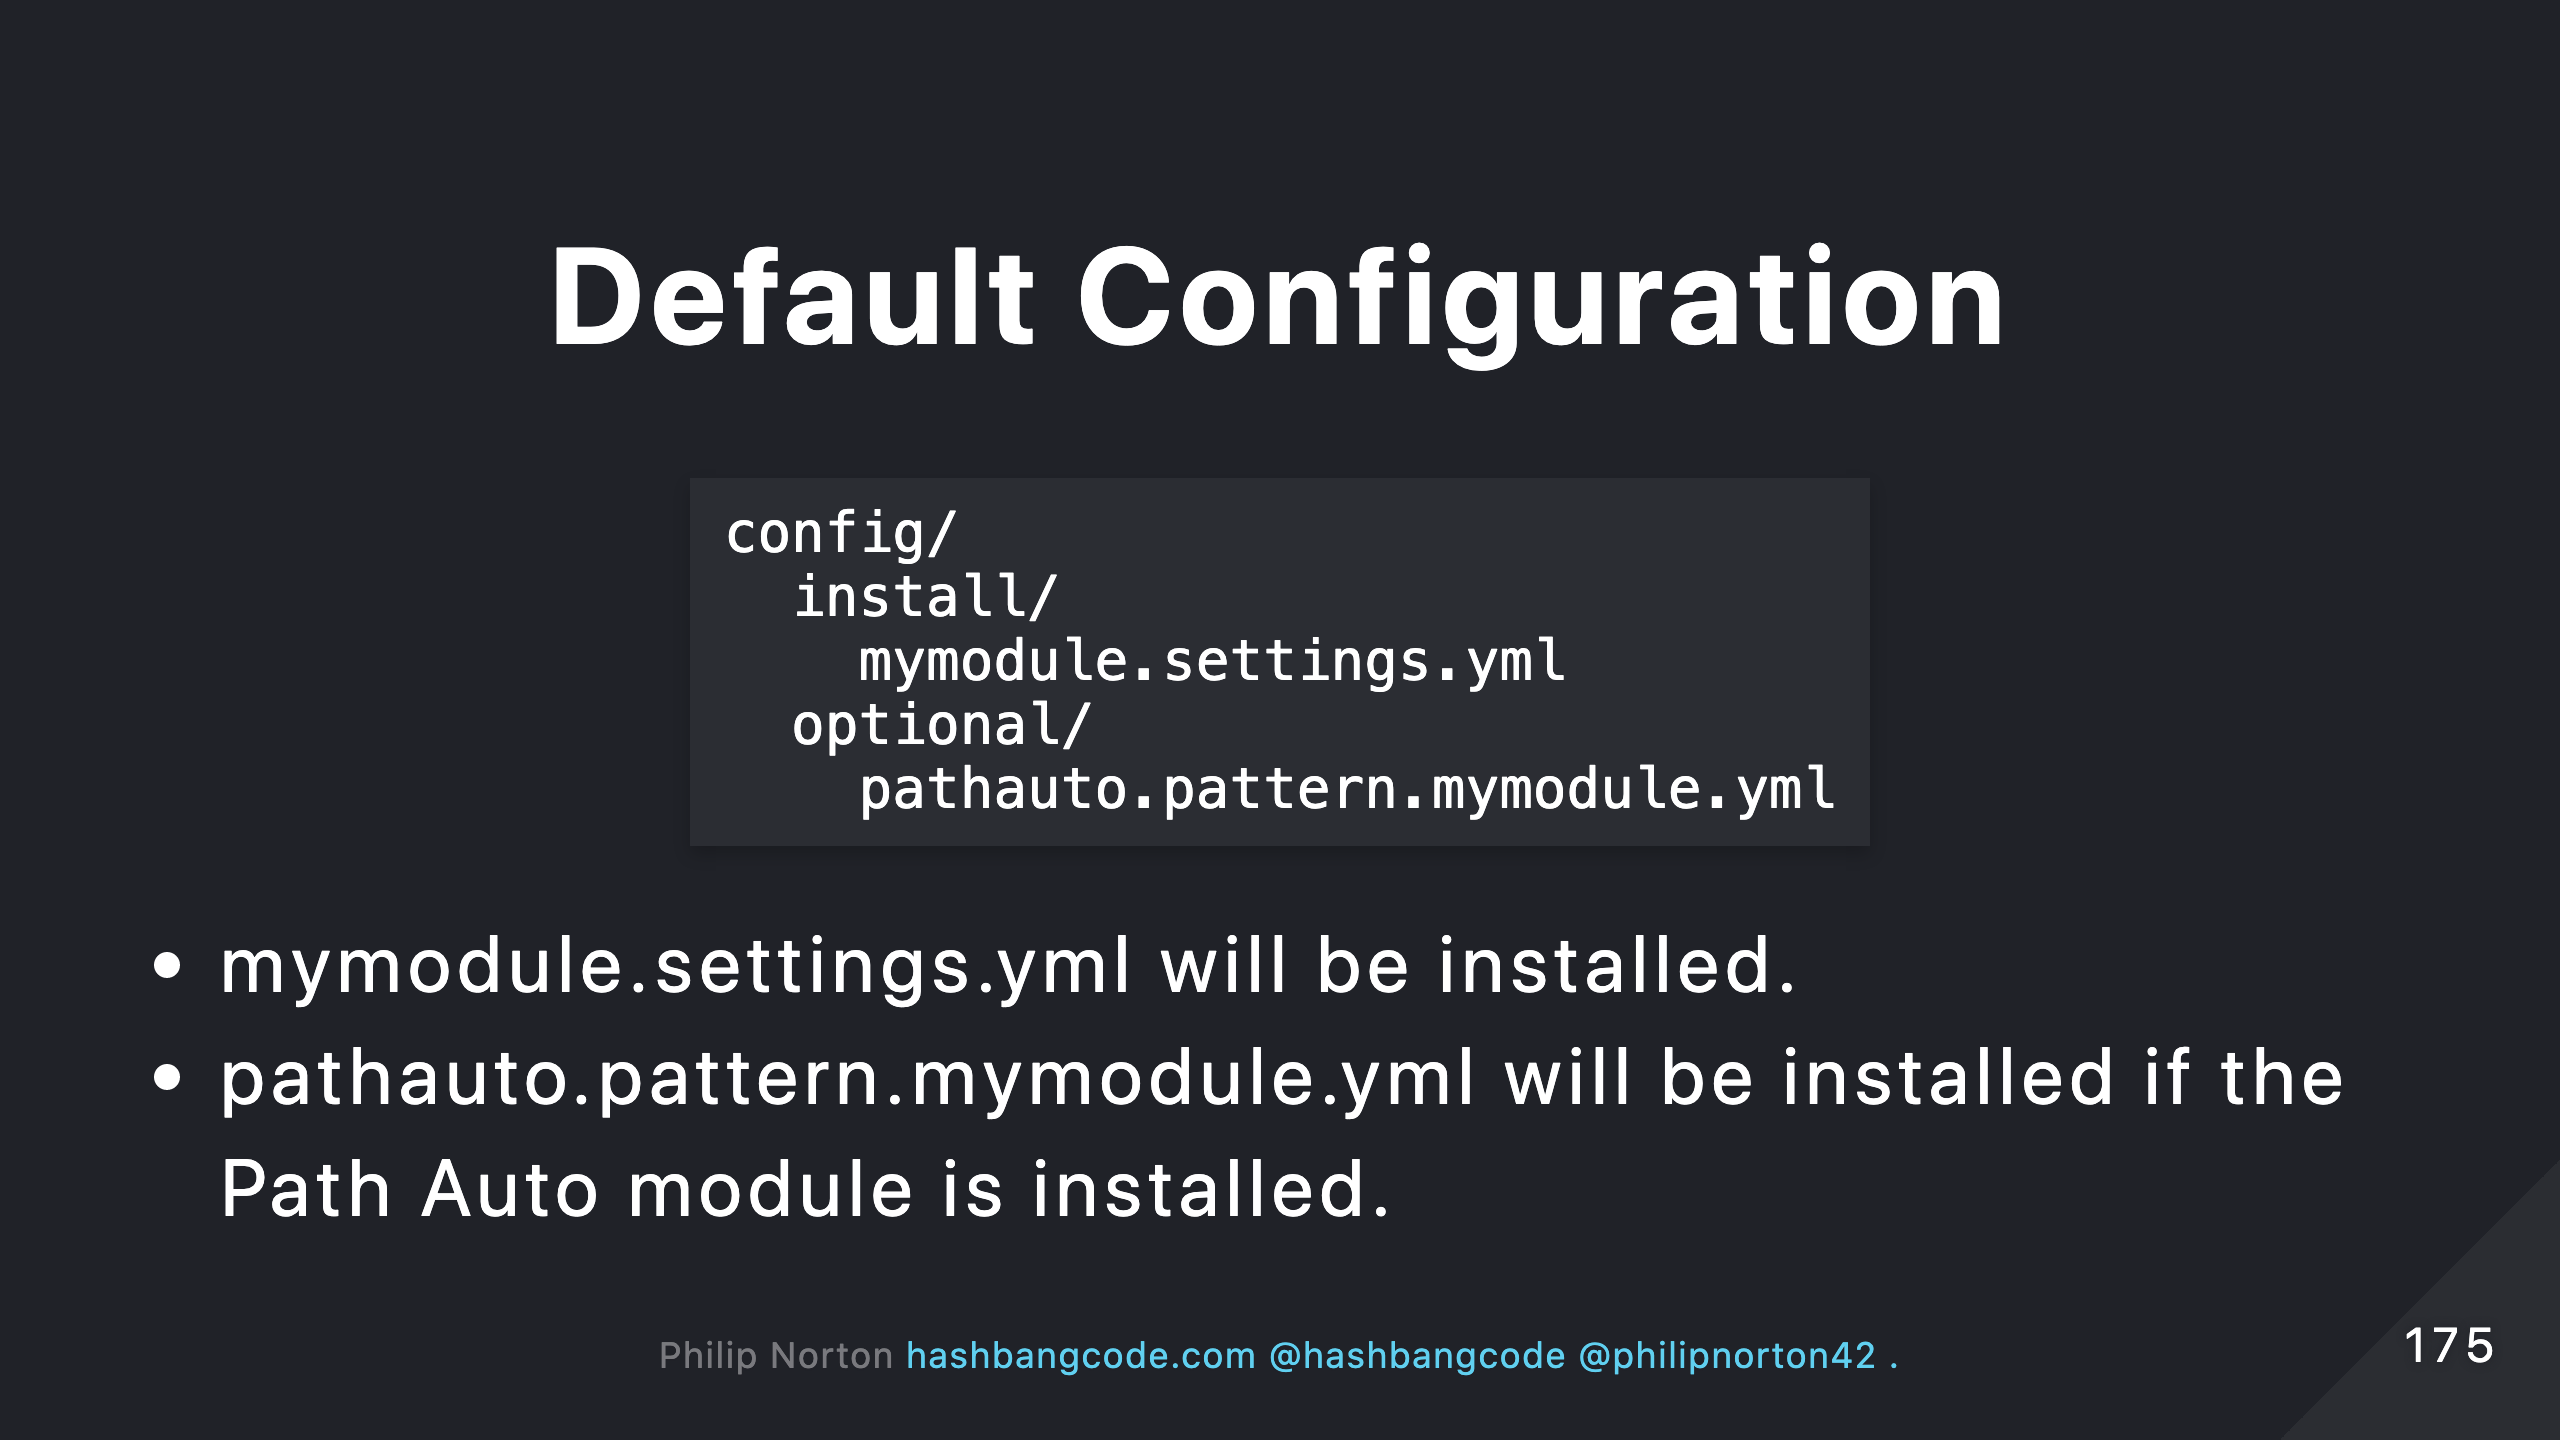 Default Configuration
config/
  install/
    mymodule.settings.yml
  optional/
    pathauto.pattern.mymodule.yml
• mymodule.settings.yml will be installed.
• pathauto.pattern.mymodule.yml will be installed if the
Path Auto module is installed.
Philip Norton hashbangcode.com @hashbangcode @philipnorton42 .
175